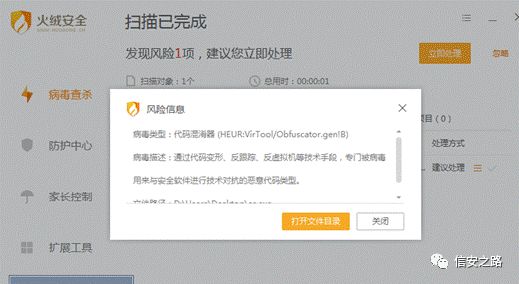 火绒安全
WWW.HUORONG.CN
扫描已完成
发现风险1项，建议您立即处理
立即处理
忽略
扫描对象：1个
总用时：00:00:01
病毒查杀
防护中心
家长控制
扩展工具
风险信息
病毒类型：代码混淆器 (HEUR:VirTool/Obfuscator.gen!B)
病毒描述：通过代码变形、反跟踪、反虚拟机等技术手段，专门被病毒
用来与安全软件进行技术对抗的恶意代码类型。
打开文件目录
关闭
项目 ( 0 )
处理方式
建议处理
信安之路